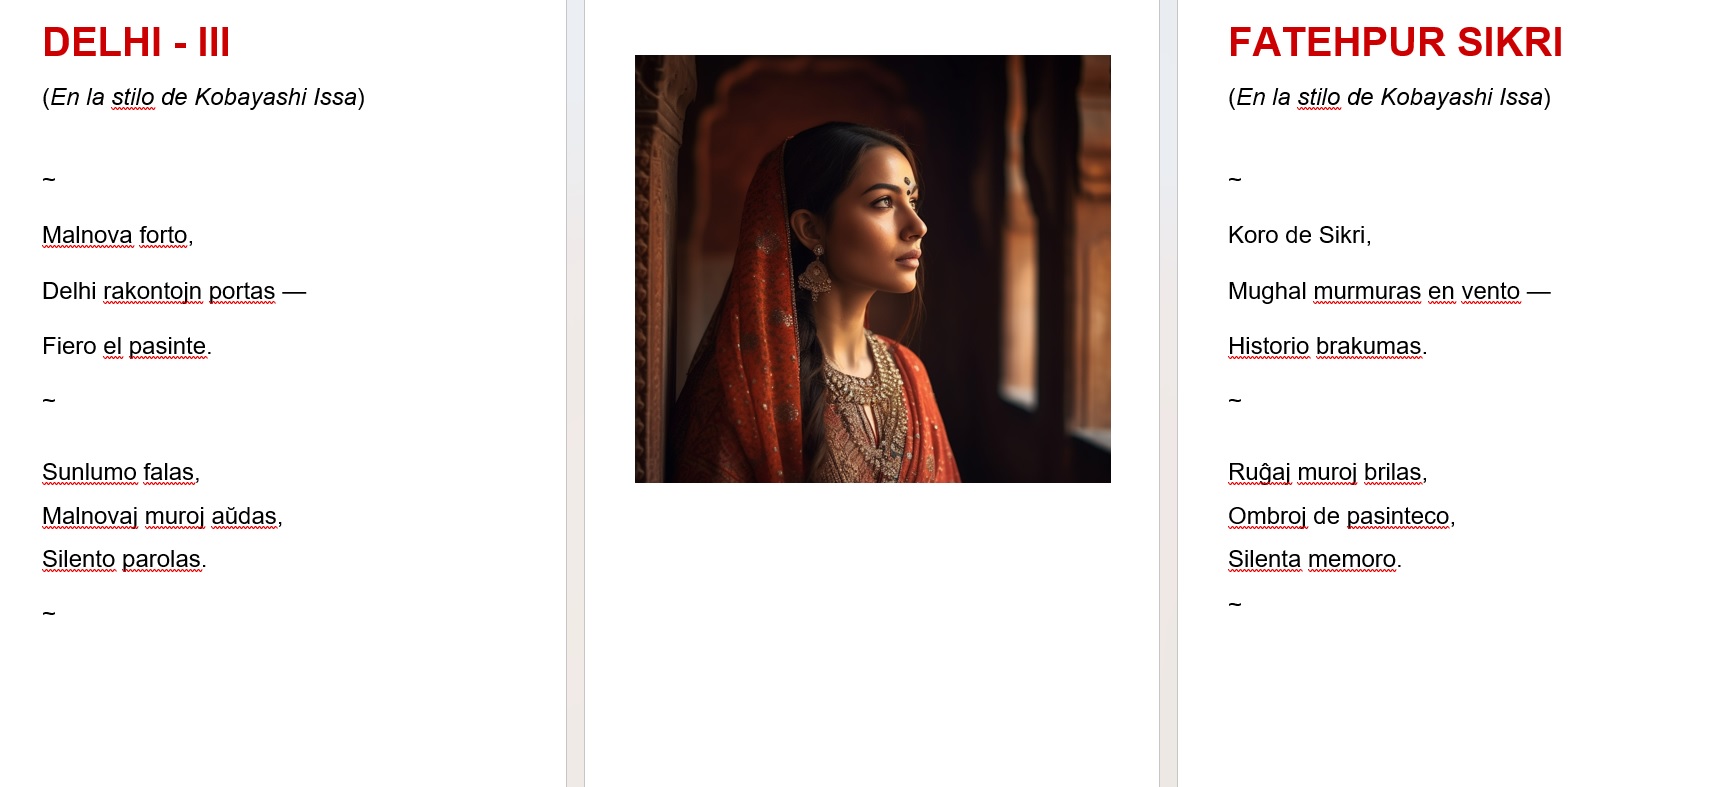 DELHI - III
(En la stilo de Kobayashi Issa)
~
Malnova forto,
Delhi rakontojn portas —
Fiero el pasinte.
~
Sunlumo falas,
Malnovaj muroj aŭdas,
Silento parolas.
~
FATEHPUR SIKRI
(En la stilo de Kobayashi Issa)
~
Koro de Sikri,
Mughal murmuras en vento —
Historio brakumas.
~
Ruĝaj muroj brilas,
Ombroj de pasinteco,
Silenta memoro.
~